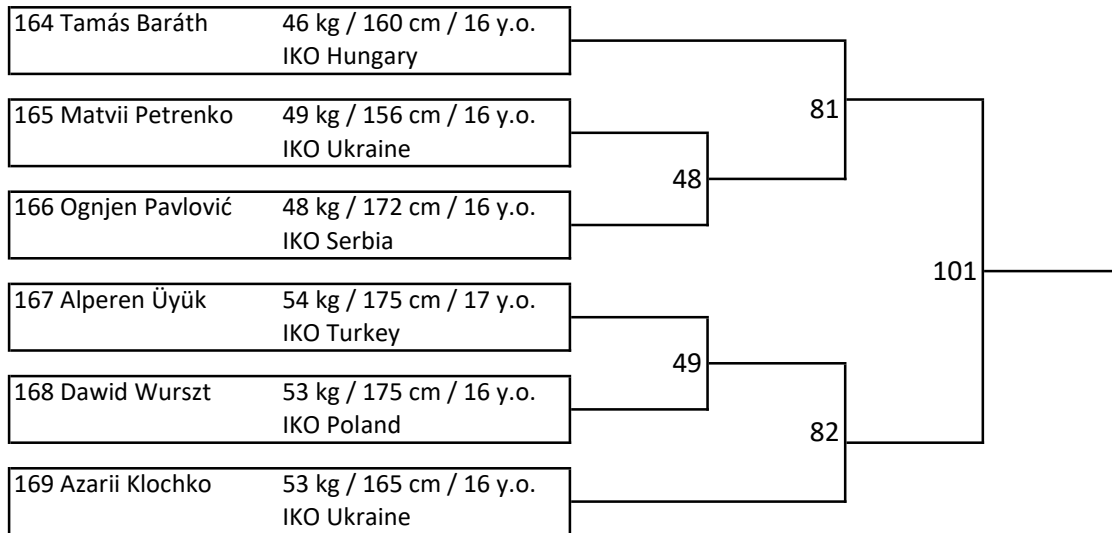 164 Tamás Baráth 46 kg / 160 cm / 16 y.o.
IKO Hungary
81
165 Matvii Petrenko 49 kg / 156 cm / 16 y.o.
IKO Ukraine
48
166 Ognjen Pavlović 48 kg / 172 cm / 16 y.o.
IKO Serbia
101
167 Alperen Üyük 54 kg / 175 cm / 17 y.o.
IKO Turkey
49
168 Dawid Wurszt 53 kg / 175 cm / 16 y.o.
IKO Poland
82
169 Azarii Klochko 53 kg / 165 cm / 16 y.o.
IKO Ukraine